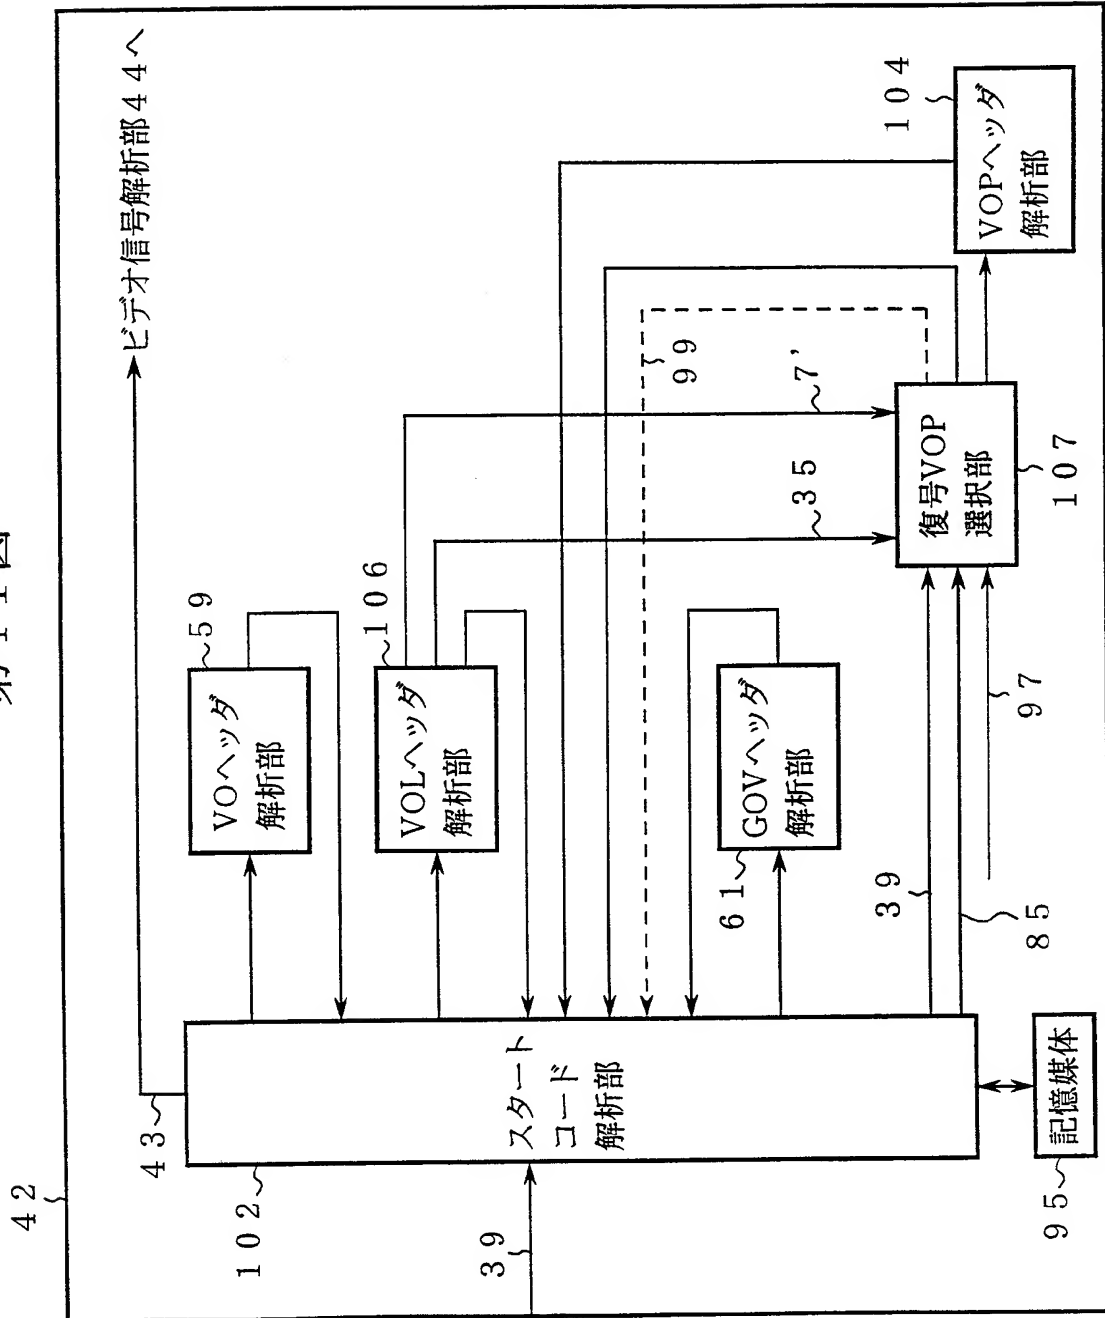 ４２
ビデオ信号解析部４４へ
４３
１０２
３９
スタート
コード
解析部
記憶媒体
９５
VOヘッダ
解析部
５９
VOLヘッダ
解析部
１０６
GOVヘッダ
解析部
６１
９９
７’
３５
３９
８５
９７
復号VOP
選択部
１０７
VOPヘッダ
解析部
１０４